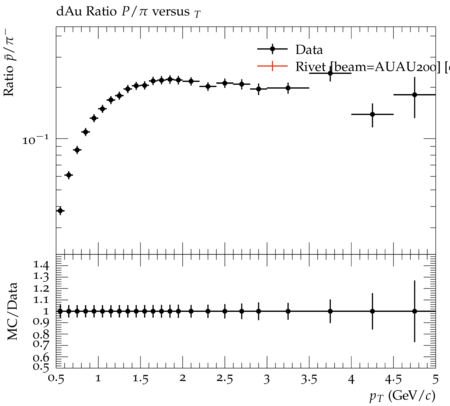 dAu Ratio P/π versus T
Ratio p̄/π⁻
Data
Rivet [beam=AUAU200] [
10⁻¹
MC/Data
1.4
1.3
1.2
1.1
1
0.9
0.8
0.7
0.6
0.5
0.5 1 1.5 2 2.5 3 3.5 4 4.5 5
pT (GeV/c)